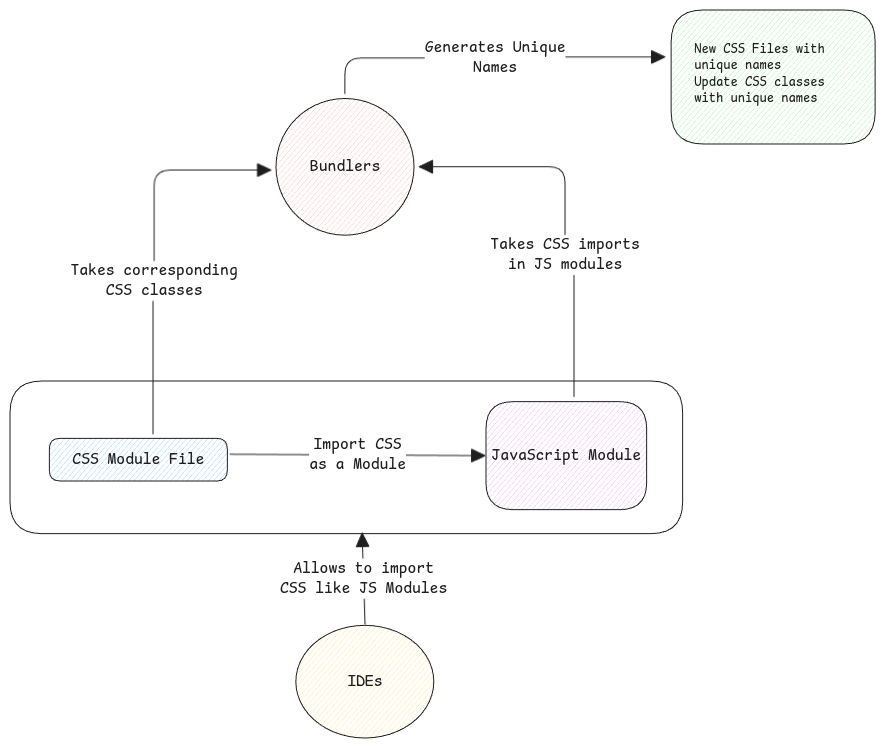 Generates Unique
Names
New CSS Files with
unique names
Update CSS classes
with unique names
Bundlers
Takes corresponding
CSS classes
Takes CSS imports
in JS modules
CSS Module File
Import CSS
as a Module
JavaScript Module
Allows to import
CSS like JS Modules
IDEs